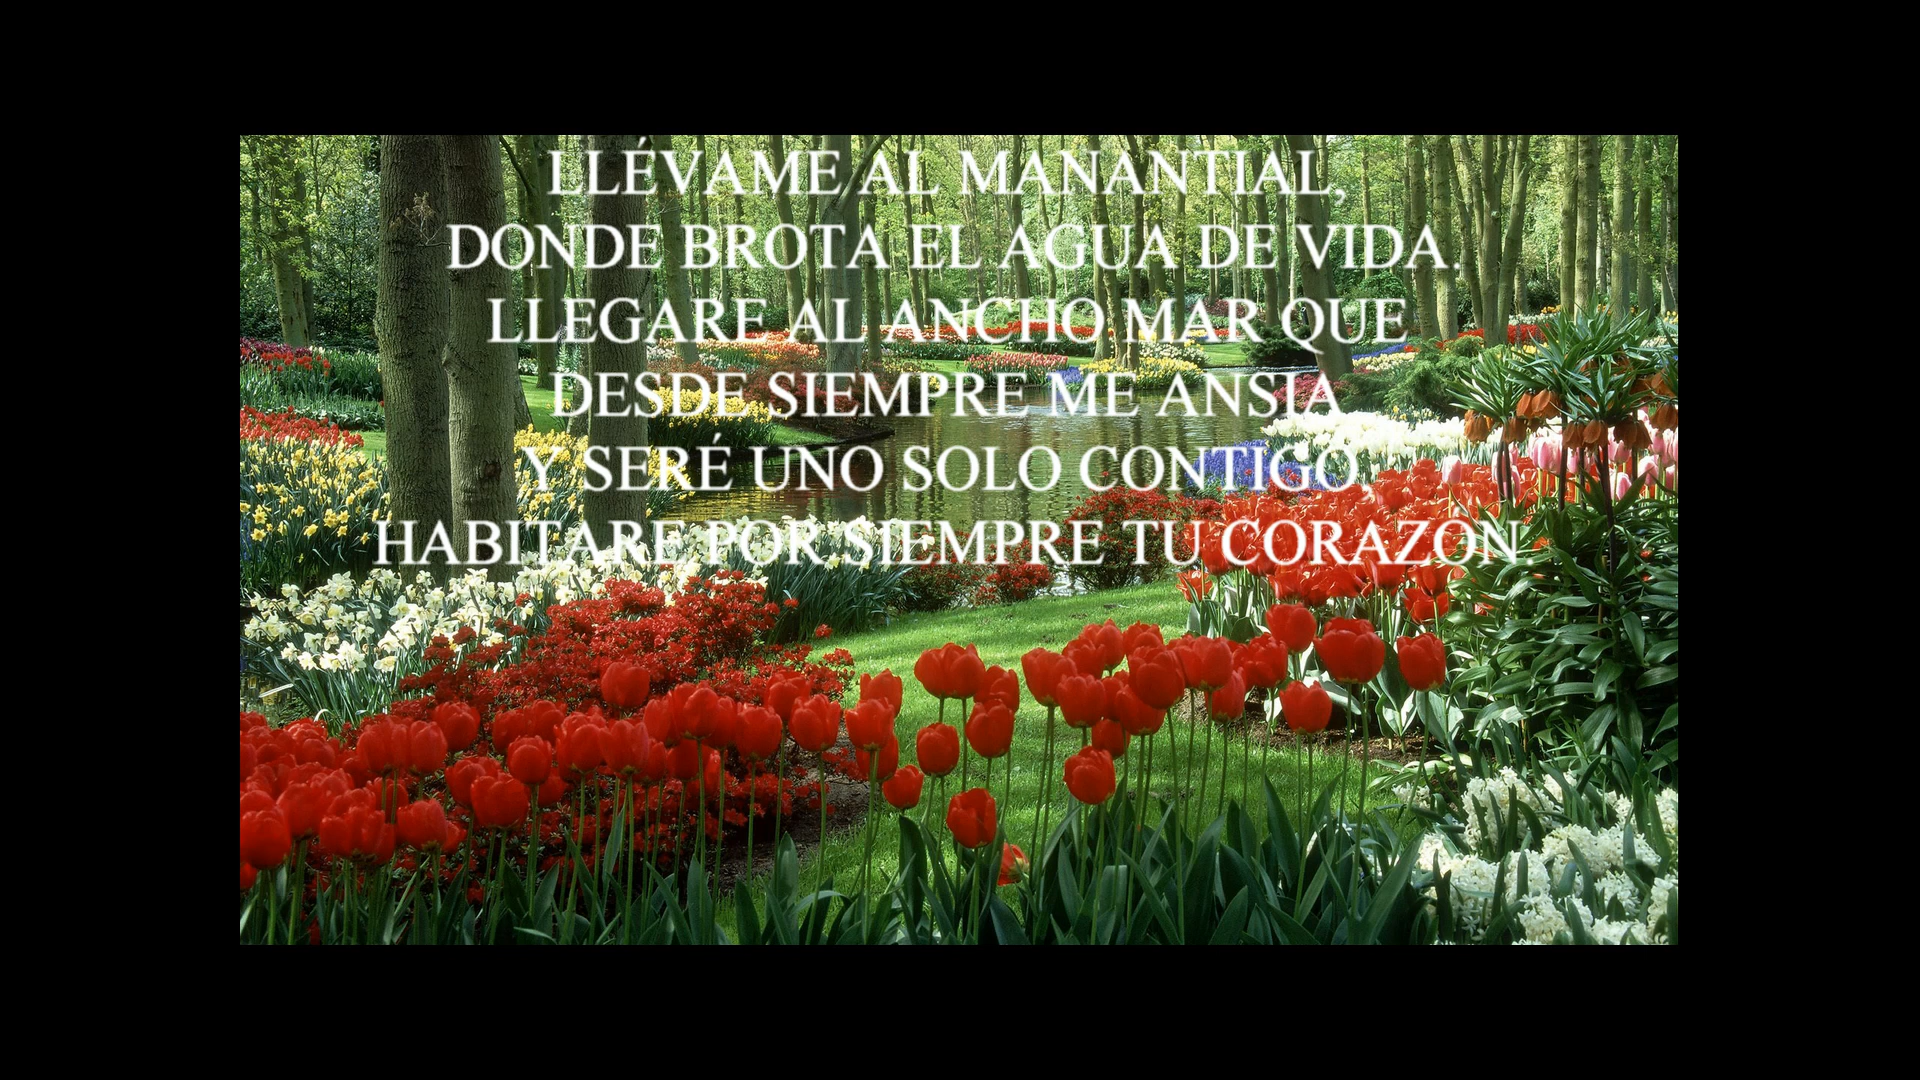 LLÉVAME AL MANANTIAL,
DONDE BROTA EL AGUA DE VIDA.
LLEGARE AL ANCHO MAR QUE
DESDE SIEMPRE ME ANSIA
Y SERÉ UNO SOLO CONTIGO,
HABITARE POR SIEMPRE TU CORAZON